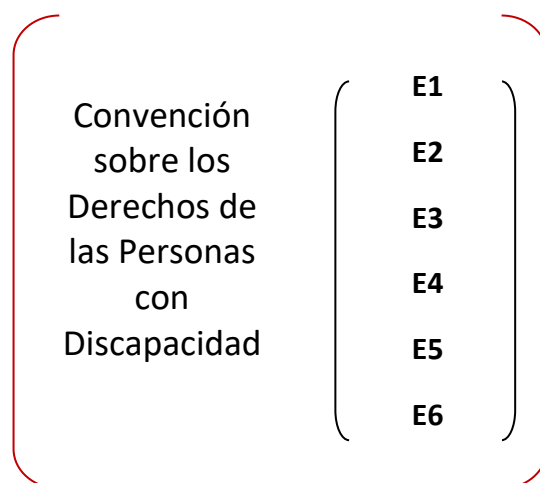 Convención
sobre los
Derechos de
las Personas
con
Discapacidad
E1
E2
E3
E4
E5
E6